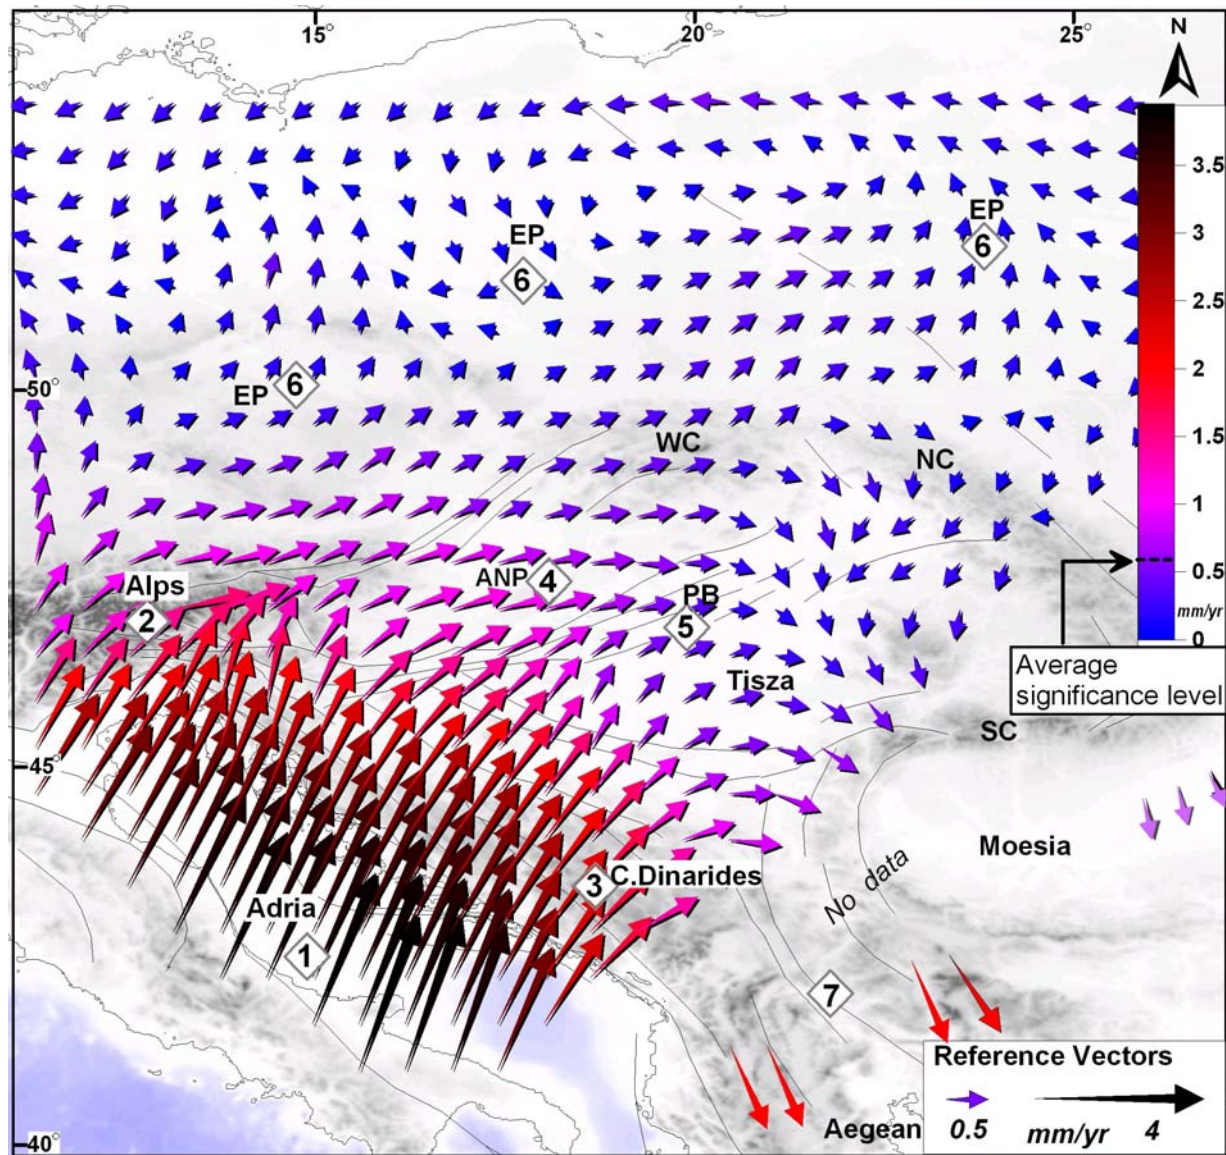 15° 20° 25°
N
3.5
EP
EP
6
3
6
2.5
2
50°
EP 6
1.5
WC
NC
1
ANP 4
Alps
0.5
2
PB
mm/yr
5
0
Average
significance level
Tisza
SC
45°
Moesia
3 C.Dinarides
No data
Adria
1
7
Reference Vectors
0.5 mm/yr 4
Aegean
40°